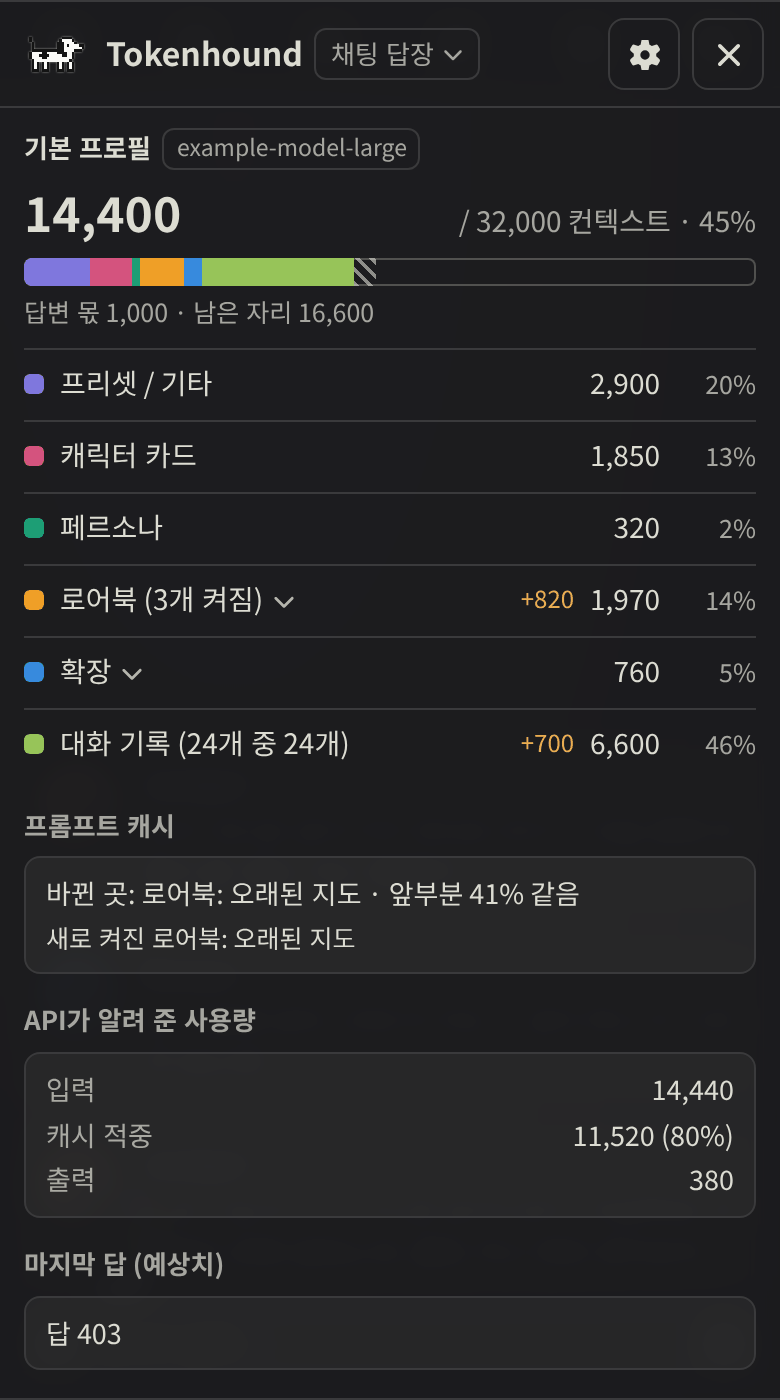 Tokenhound 채팅 답장
기본 프로필 example-model-large
14,400 / 32,000 컨텍스트 · 45%
답변 몫 1,000 · 남은 자리 16,600
프리셋 / 기타 2,900 20%
캐릭터 카드 1,850 13%
페르소나 320 2%
로어북 (3개 켜짐) +820 1,970 14%
확장 760 5%
대화 기록 (24개 중 24개) +700 6,600 46%
프롬프트 캐시
바뀐 곳: 로어북: 오래된 지도 · 앞부분 41% 같음
새로 켜진 로어북: 오래된 지도
API가 알려 준 사용량
입력 14,440
캐시 적중 11,520 (80%)
출력 380
마지막 답 (예상치)
답 403